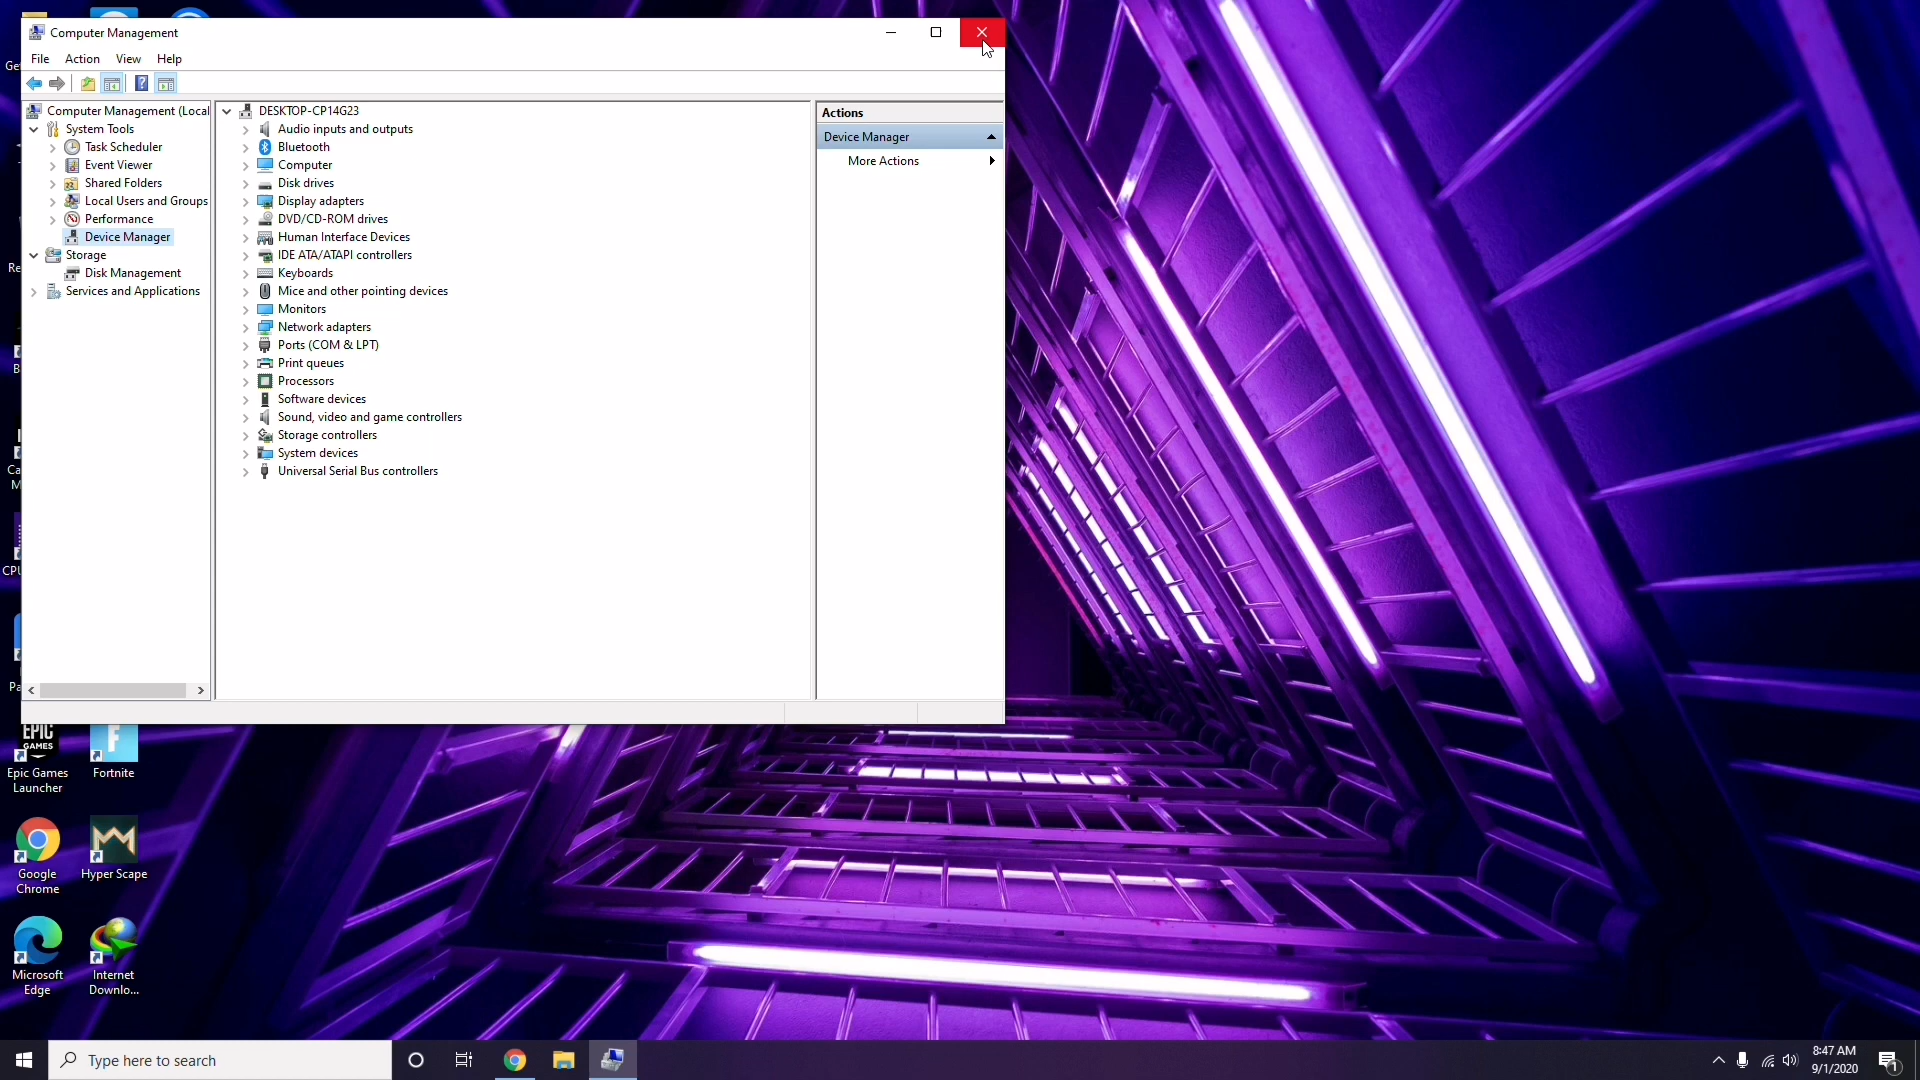 Computer Management
File Action View Help
Computer Management (Local
System Tools
Task Scheduler
Event Viewer
Shared Folders
Local Users and Groups
Performance
Device Manager
Storage
Disk Management
Services and Applications
DESKTOP-CP14G23
Audio inputs and outputs
Bluetooth
Computer
Disk drives
Display adapters
DVD/CD-ROM drives
Human Interface Devices
IDE ATA/ATAPI controllers
Keyboards
Mice and other pointing devices
Monitors
Network adapters
Ports (COM & LPT)
Print queues
Processors
Software devices
Sound, video and game controllers
Storage controllers
System devices
Universal Serial Bus controllers
Actions
Device Manager
More Actions
EPIC
GAMES
Epic Games
Launcher
Fortnite
Google
Chrome
Hyper Scape
Microsoft
Edge
Internet
Downlo...
Type here to search
8:47 AM
9/1/2020
1